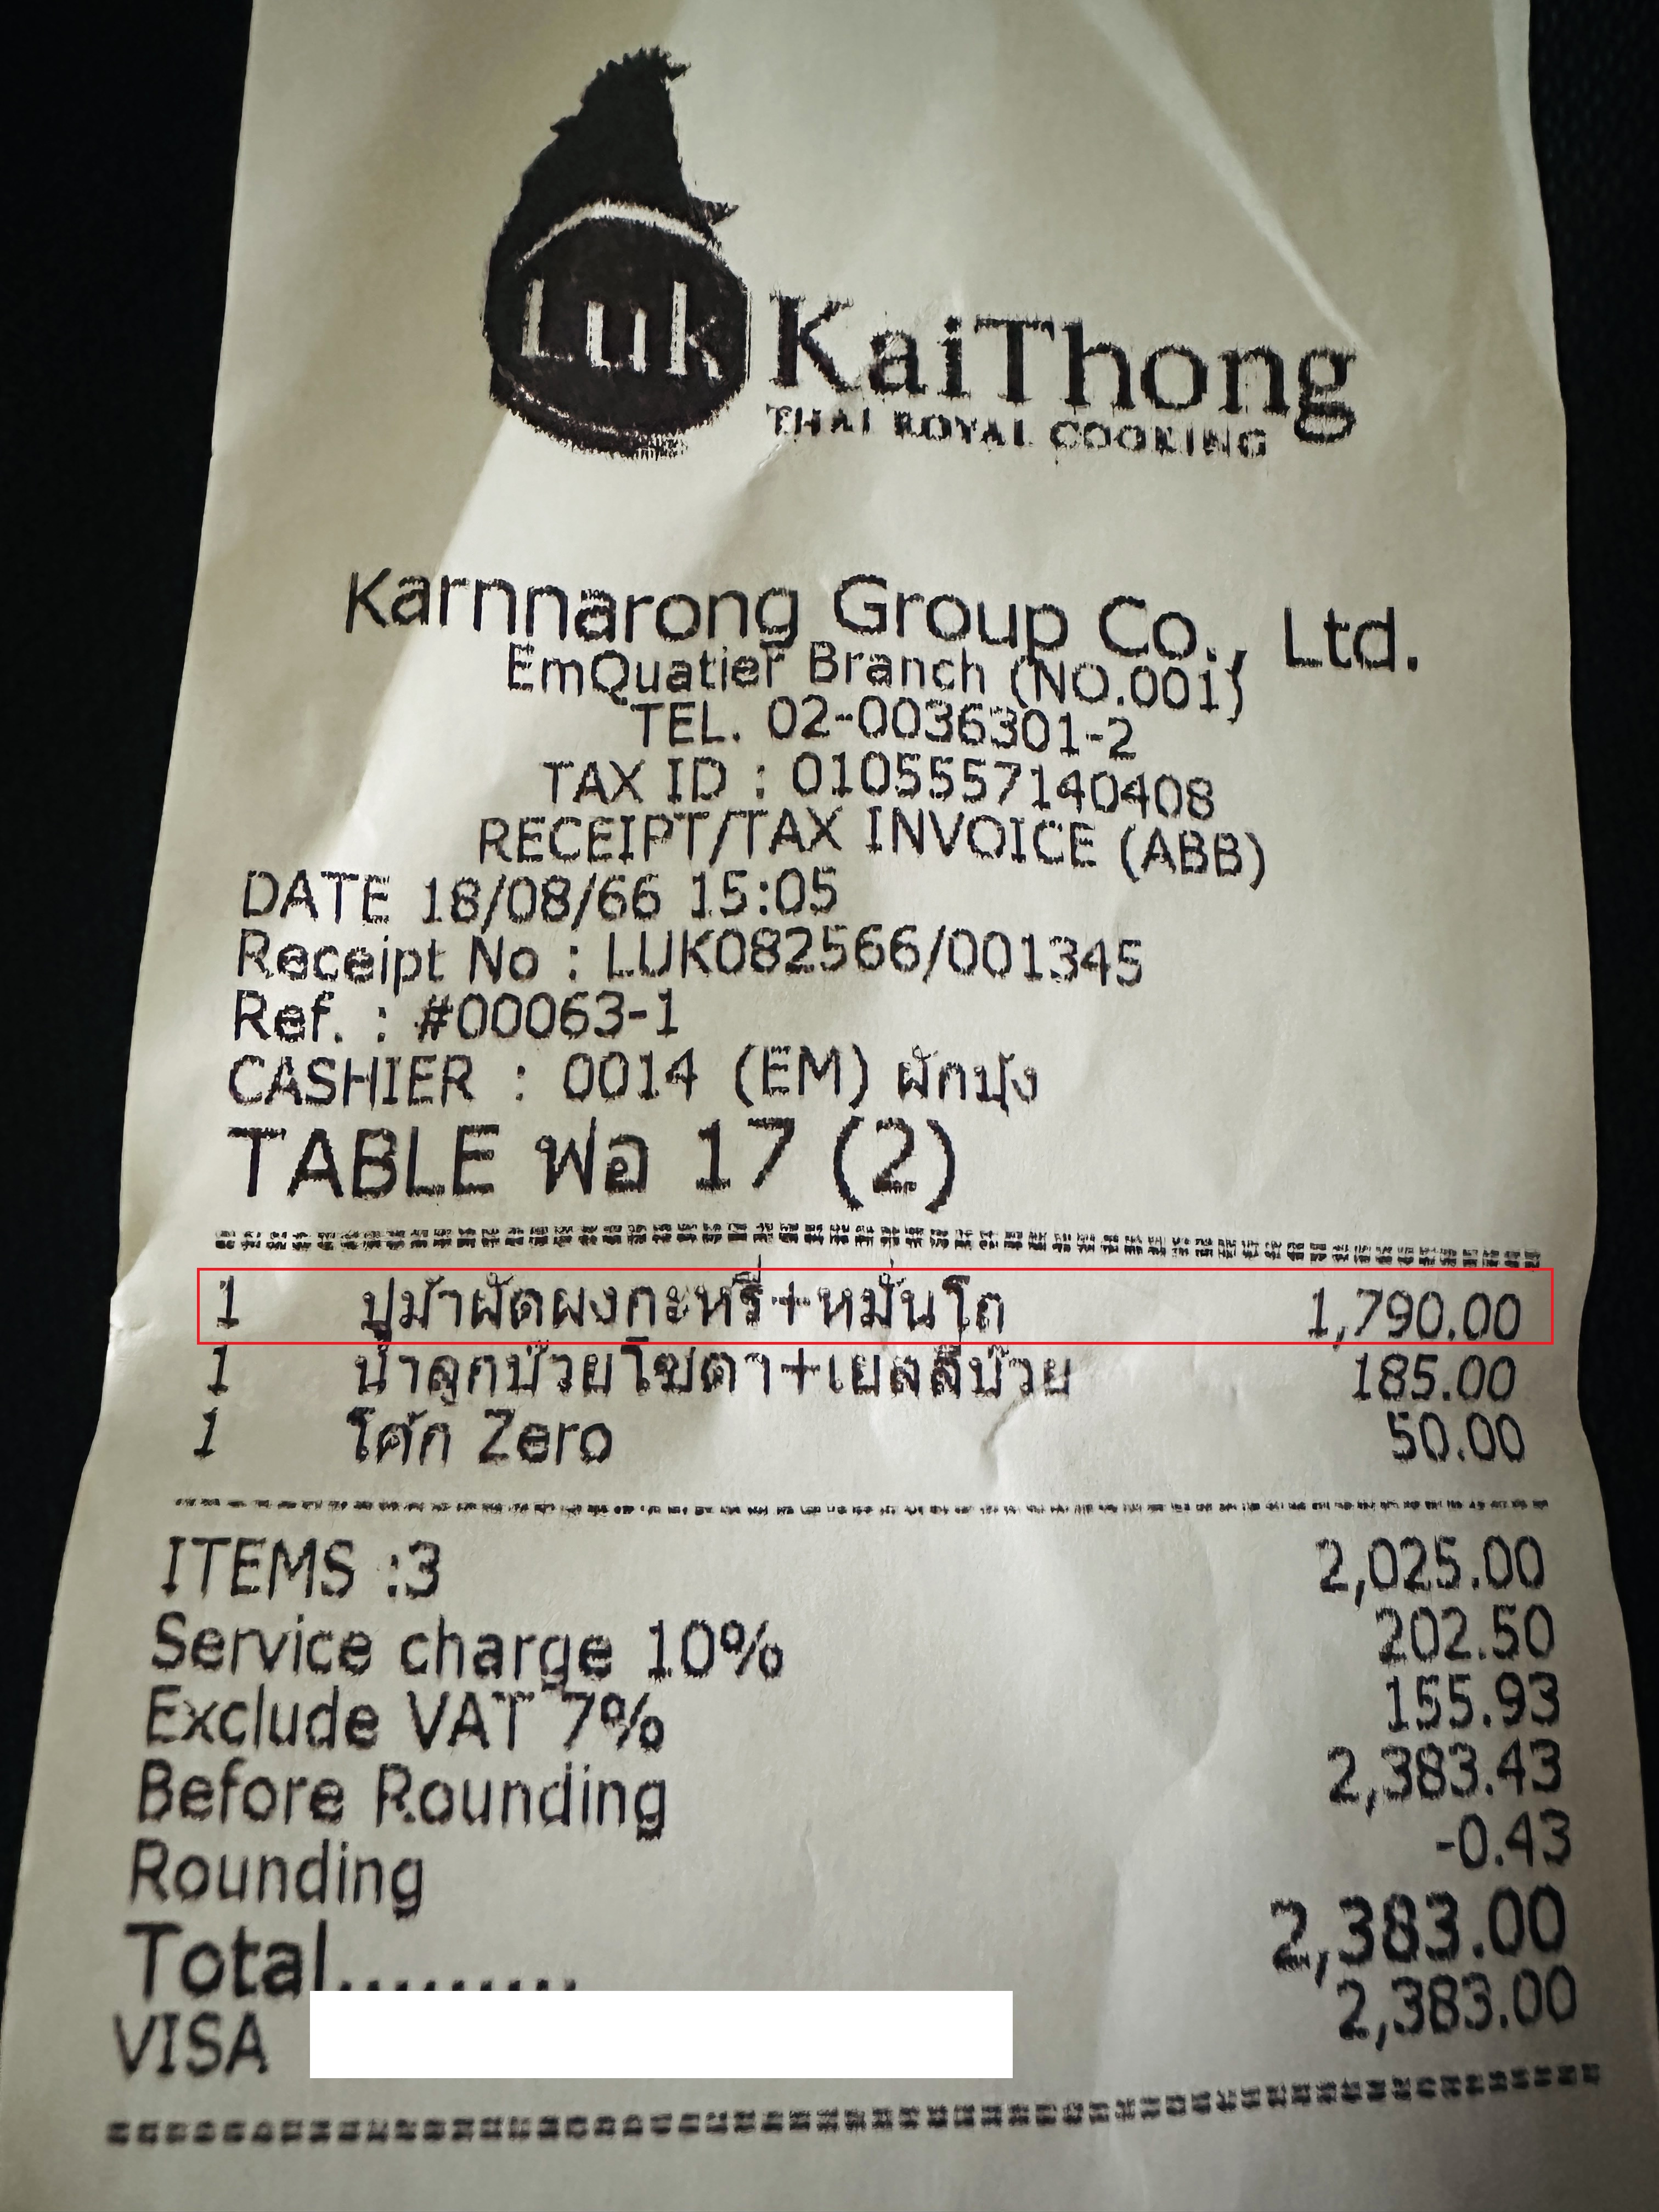 Luk KaiThong
THAI ROYAL COOKING
Karnnarong Group Co., Ltd.
EmQuatier Branch (NO.001)
TEL. 02-0036301-2
TAX ID : 0105557140408
RECEIPT/TAX INVOICE (ABB)
DATE 18/08/66 15:05
Receipt No : LUK082566/001345
Ref. : #00063-1
CASHIER : 0014 (EM) ผักบุ้ง
TABLE ฟอ 17 (2)
1 ปูม้าผัดผงกะหรี่+หมั่นโถ 1,790.00
1 น้ำลูกบ๊วยโซดา+เยลลี่บ๊วย 185.00
1 โค้ก Zero 50.00
ITEMS :3 2,025.00
Service charge 10% 202.50
Exclude VAT 7% 155.93
Before Rounding 2,383.43
Rounding -0.43
Total.......... 2,383.00
VISA 2,383.00